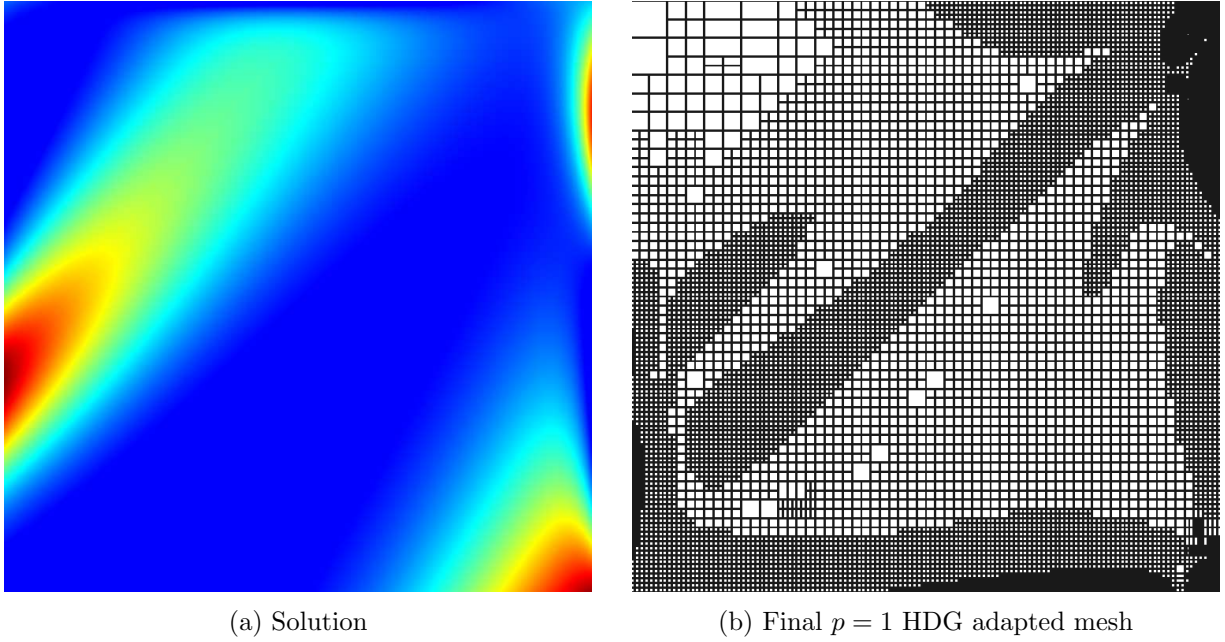 (a) Solution
(b) Final p = 1 HDG adapted mesh